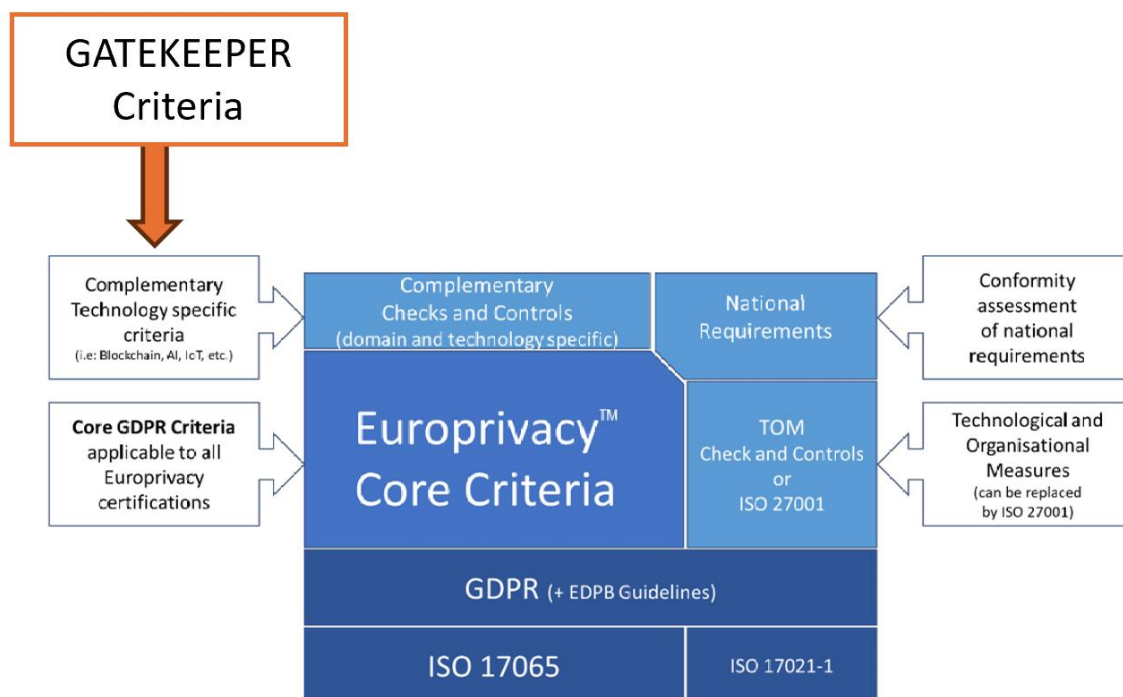 GATEKEEPER
Criteria
Complementary
Technology specific
criteria
(i.e: Blockchain, AI, IoT, etc.)
Complementary
Checks and Controls
(domain and technology specific)
National
Requirements
Conformity
assessment
of national
requirements
Core GDPR Criteria
applicable to all
Europrivacy
certifications
Europrivacy™
Core Criteria
TOM
Check and Controls
or
ISO 27001
Technological and
Organisational
Measures
(can be replaced
by ISO 27001)
GDPR (+ EDPB Guidelines)
ISO 17065
ISO 17021-1